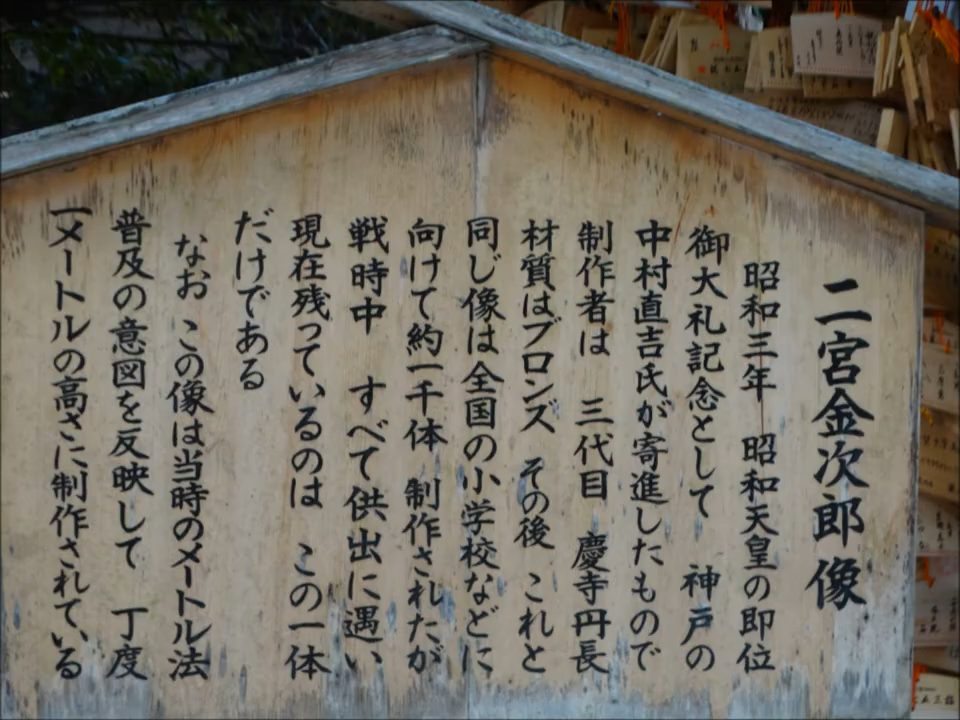 二宮金次郎像
昭和三年 昭和天皇の即位
御大礼記念として 神戸の
中村直吉氏が寄進したもので
制作者は 三代目 慶寺丹長
材質はブロンズ その後 これと
同じ像は全国の小学校などに
向けて約一千体 制作されたが
戦時中 すべて供出に遇い
現在残っているのは この一体
だけである
なお この像は当時のメートル法
普及の意図を反映して 丁度
一メートルの高さに制作されている